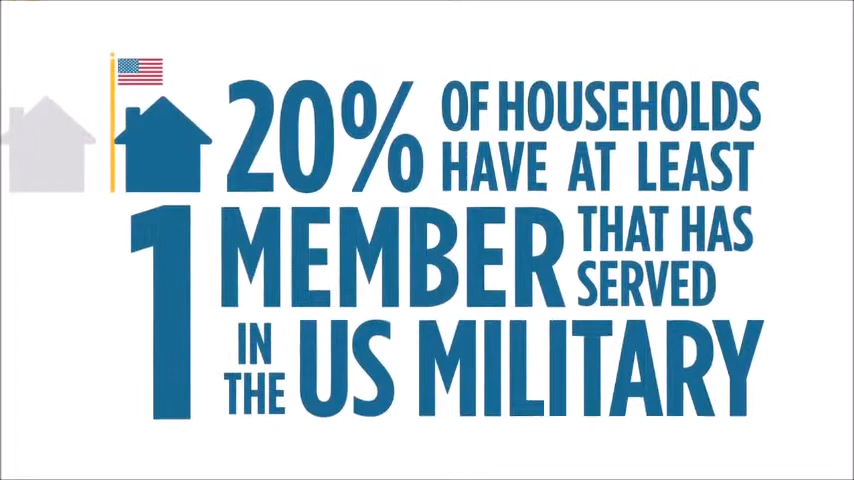 20% OF HOUSEHOLDS
HAVE AT LEAST
1 MEMBER THAT HAS
SERVED
IN
THE US MILITARY